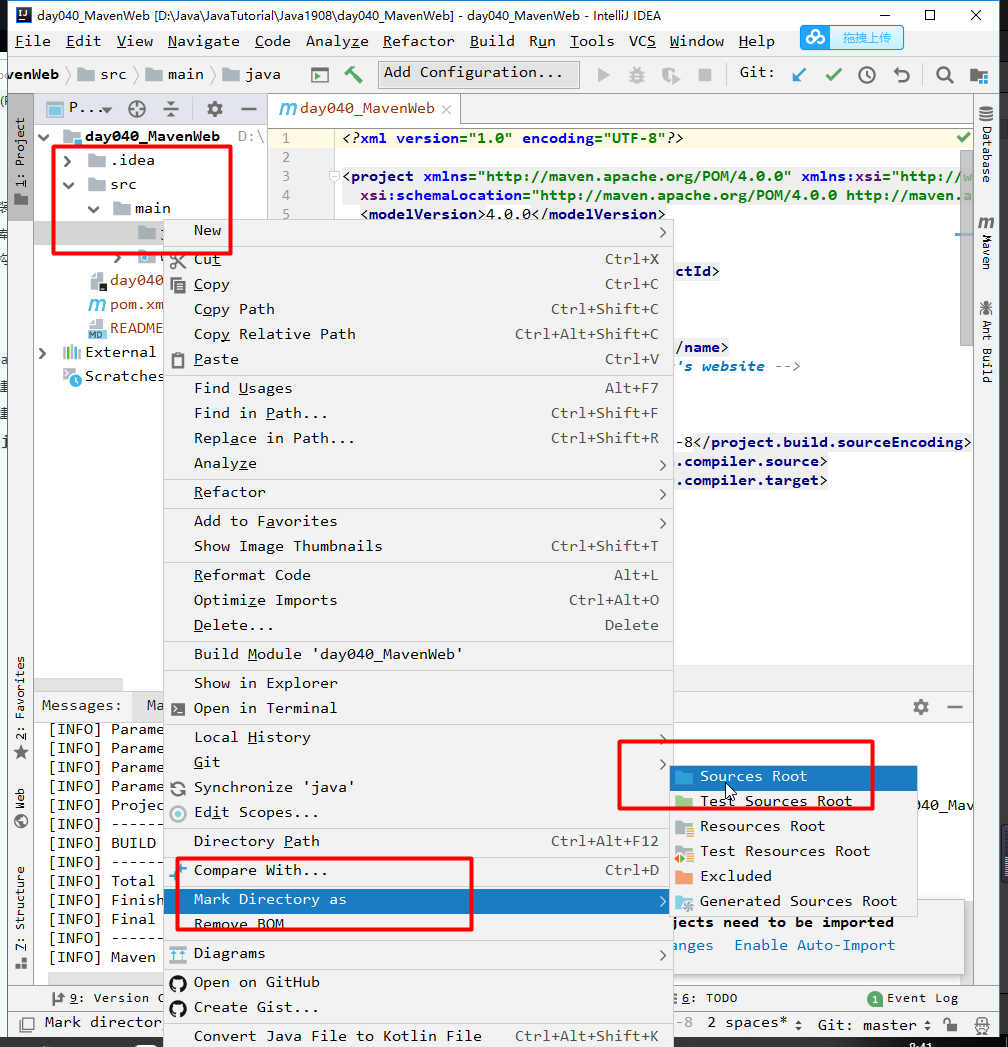 day040_MavenWeb [D:\Java\JavaTutorial\Java1908\day040_MavenWeb] - day040_MavenWeb - IntelliJ IDEA
File Edit View Navigate Code Analyze Refactor Build Run Tools VCS Window Help
拖拽上传
venWeb src main java Add Configuration... Git:
P... day040_MavenWeb
1: Project
day040_MavenWeb D:\
.idea
src
main
day040
pom.xm
README
External
Scratches
1 <?xml version="1.0" encoding="UTF-8"?>
2
3 <project xmlns="http://maven.apache.org/POM/4.0.0" xmlns:xsi="http://w
4 xsi:schemaLocation="http://maven.apache.org/POM/4.0.0 http://maven.a
5 <modelVersion>4.0.0</modelVersion>
ctId>
/name>
's website -->
-8</project.build.sourceEncoding>
.compiler.source>
.compiler.target>
Database
Maven
Ant Build
New
Cut Ctrl+X
Copy Ctrl+C
Copy Path Ctrl+Shift+C
Copy Relative Path Ctrl+Alt+Shift+C
Paste Ctrl+V
Find Usages Alt+F7
Find in Path... Ctrl+Shift+F
Replace in Path... Ctrl+Shift+R
Analyze
Refactor
Add to Favorites
Show Image Thumbnails Ctrl+Shift+T
Reformat Code Alt+L
Optimize Imports Ctrl+Alt+O
Delete... Delete
Build Module 'day040_MavenWeb'
Show in Explorer
Open in Terminal
Local History
Git
Synchronize 'java'
Edit Scopes...
Directory Path Ctrl+Alt+F12
Compare With... Ctrl+D
Mark Directory as
Remove BOM
Diagrams
Open on GitHub
Create Gist...
Convert Java File to Kotlin File Ctrl+Alt+Shift+K
Sources Root
Test Sources Root
Resources Root
Test Resources Root
Excluded
Generated Sources Root
2: Favorites
Web
Z: Structure
Messages: Ma
[INFO] Parame
[INFO] Parame
[INFO] Parame
[INFO] Parame
[INFO] Projec
040_Mav
[INFO] ------
[INFO] BUILD
[INFO] ------
[INFO] Total
[INFO] Finish
[INFO] Final
[INFO] ------
[INFO] Maven
jects need to be imported
anges Enable Auto-Import
9: Version C
6: TODO
1 Event Log
Mark director
-8 2 spaces* Git: master
8:41